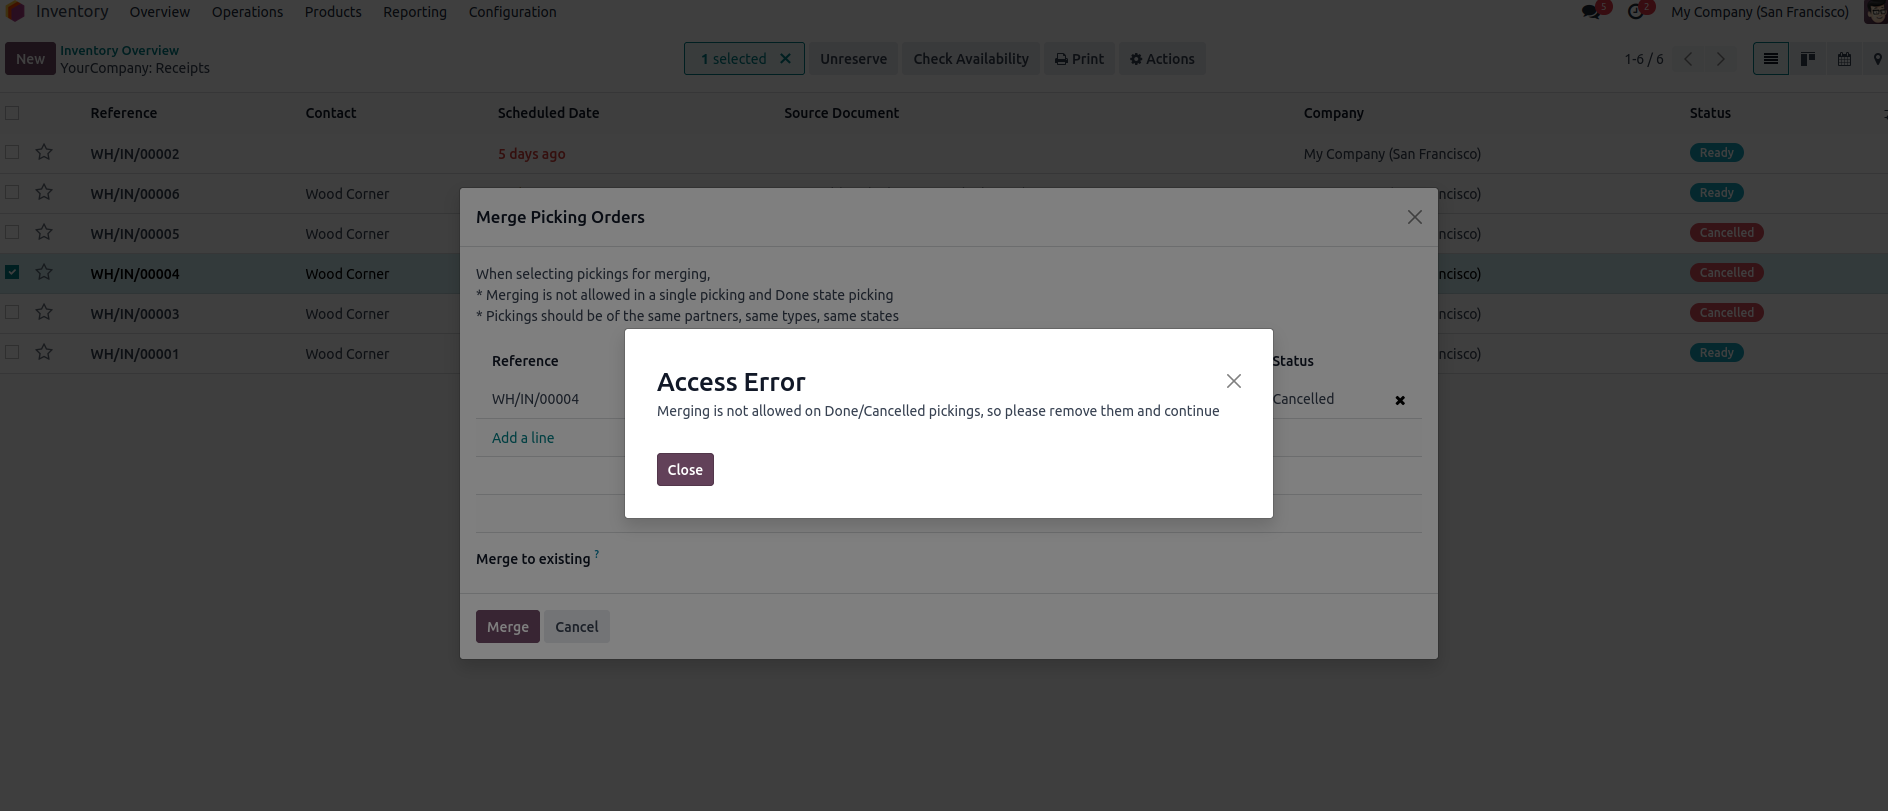 Inventory Overview Operations Products Reporting Configuration 5 2 My Company (San Francisco)
New Inventory Overview
YourCompany: Receipts
1 selected Unreserve Check Availability Print Actions 1-6 / 6
Reference Contact Scheduled Date Source Document Company Status
WH/IN/00002 5 days ago My Company (San Francisco) Ready
WH/IN/00006 Wood Corner ncisco) Ready
WH/IN/00005 Wood Corner ncisco) Cancelled
WH/IN/00004 Wood Corner ncisco) Cancelled
WH/IN/00003 Wood Corner ncisco) Cancelled
WH/IN/00001 Wood Corner ncisco) Ready
Merge Picking Orders
When selecting pickings for merging,
* Merging is not allowed in a single picking and Done state picking
* Pickings should be of the same partners, same types, same states
Reference Status
WH/IN/00004 Cancelled
Add a line
Access Error
Merging is not allowed on Done/Cancelled pickings, so please remove them and continue
Close
Merge to existing ?
Merge Cancel